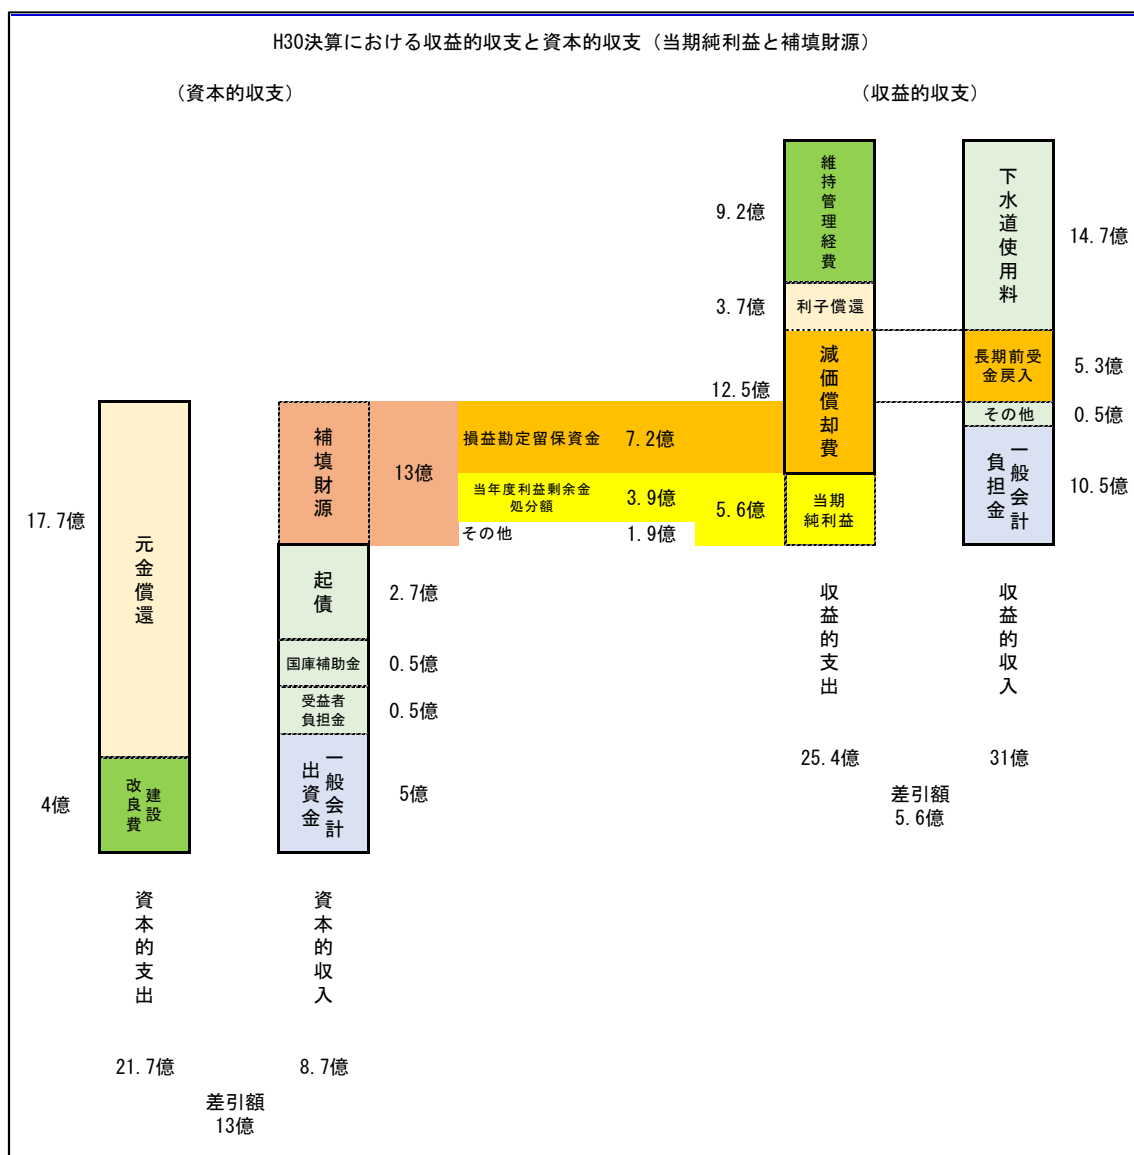 H30決算における収益的収支と資本的収支（当期純利益と補填財源）
（資本的収支）
（収益的収支）
維持管理経費
9.2億
下水道使用料
14.7億
3.7億
利子償還
減価償却費
12.5億
長期前受
金戻入
5.3億
その他
0.5億
一般会計
負担金
10.5億
補填財源
13億
損益勘定留保資金
7.2億
当年度利益剰余金
処分額
3.9億
5.6億
当期
純利益
その他
1.9億
17.7億
元金償還
起債
2.7億
国庫補助金
0.5億
受益者
負担金
0.5億
一般会計
出資金
5億
4億
建設
改良費
収益的支出
収益的収入
25.4億
31億
差引額
5.6億
資本的支出
資本的収入
21.7億
8.7億
差引額
13億